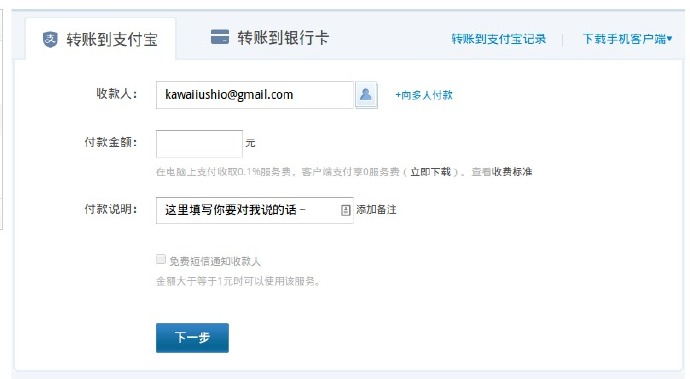 支 转账到支付宝 转账到银行卡 转账到支付宝记录 | 下载手机客户端▾
收款人： kawaiiushio@gmail.com +向多人付款
付款金额： 元
在电脑上支付收取0.1%服务费，客户端支付享0服务费（立即下载）。查看收费标准
付款说明： 这里填写你要对我说的话~ 添加备注
免费短信通知收款人
金额大于等于1元时可以使用该服务。
下一步